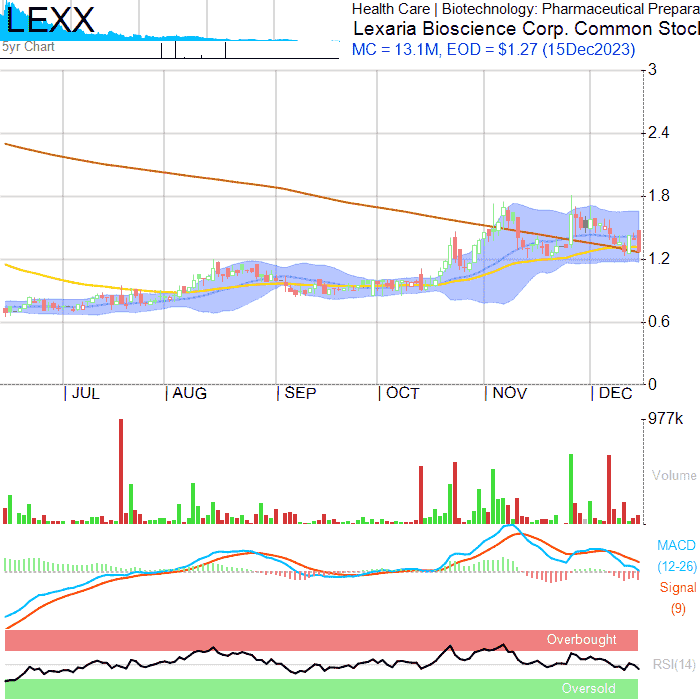 LEXX
5yr Chart
Health Care | Biotechnology: Pharmaceutical Prepara
Lexaria Bioscience Corp. Common Stoc
MC = 13.1M, EOD = $1.27 (15Dec2023)
3
2.4
1.8
1.2
0.6
0
| JUL | AUG | SEP | OCT | NOV | DEC
977k
Volume
MACD
(12-26)
Signal
(9)
Overbought
RSI(14)
Oversold